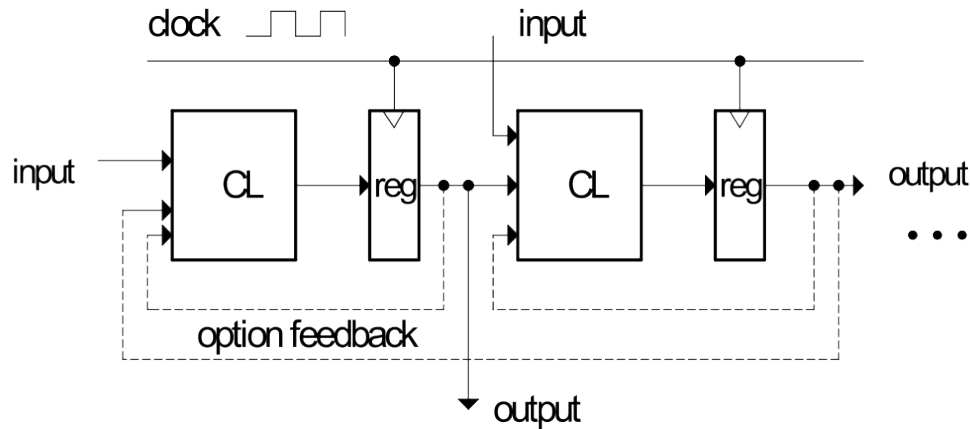 clock
input
input
CL
reg
CL
reg
output
option feedback
output